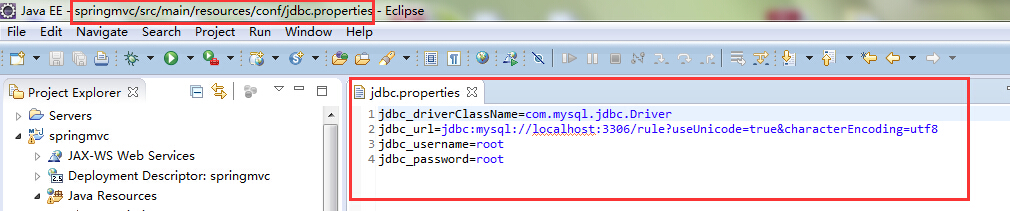 Java EE - springmvc/src/main/resources/conf/jdbc.properties - Eclipse
File Edit Navigate Search Project Run Window Help
Project Explorer
Servers
springmvc
JAX-WS Web Services
Deployment Descriptor: springmvc
Java Resources
jdbc.properties
1 jdbc_driverClassName=com.mysql.jdbc.Driver
2 jdbc_url=jdbc:mysql://localhost:3306/rule?useUnicode=true&characterEncoding=utf8
3 jdbc_username=root
4 jdbc_password=root